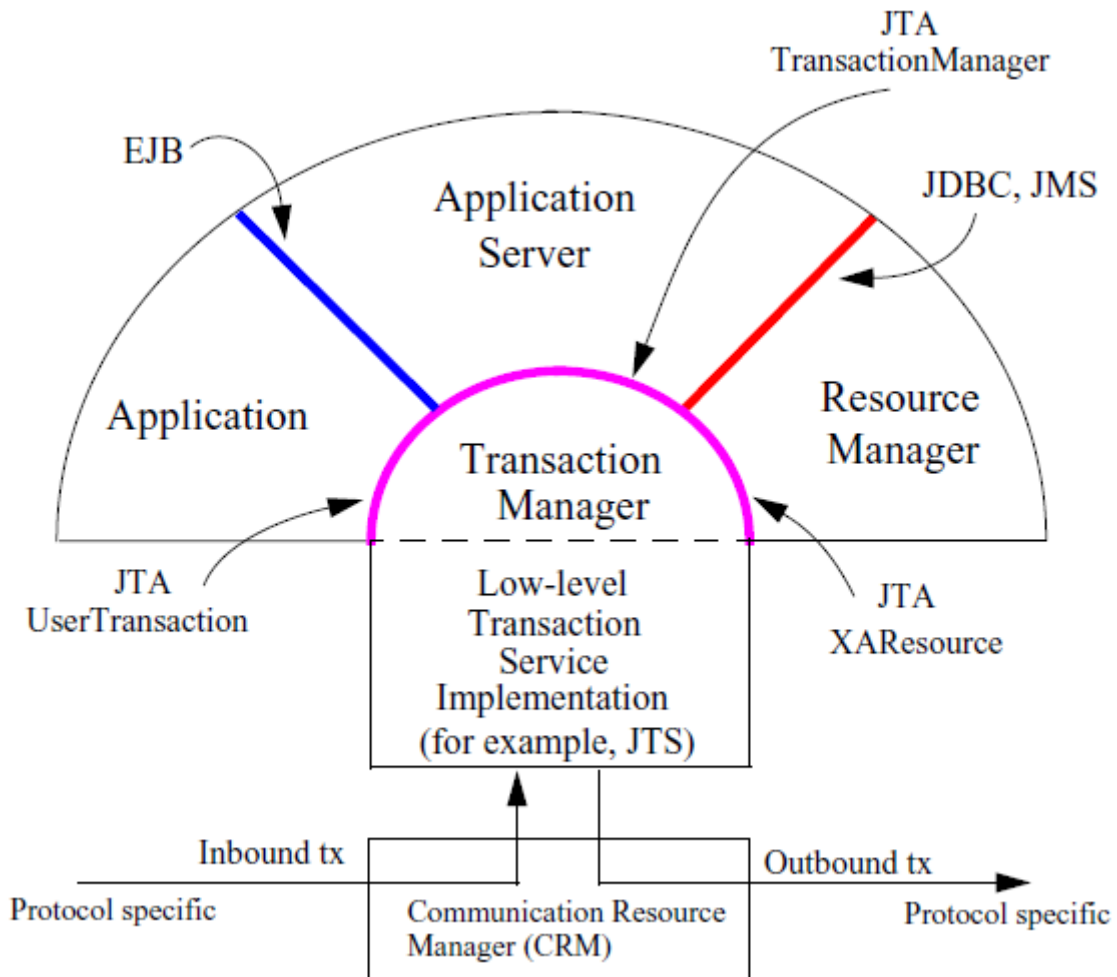 JTA
TransactionManager
EJB
JDBC, JMS
Application
Server
Application
Resource
Manager
Transaction
Manager
JTA
UserTransaction
JTA
XAResource
Low-level
Transaction
Service
Implementation
(for example, JTS)
Inbound tx
Outbound tx
Protocol specific
Communication Resource
Manager (CRM)
Protocol specific